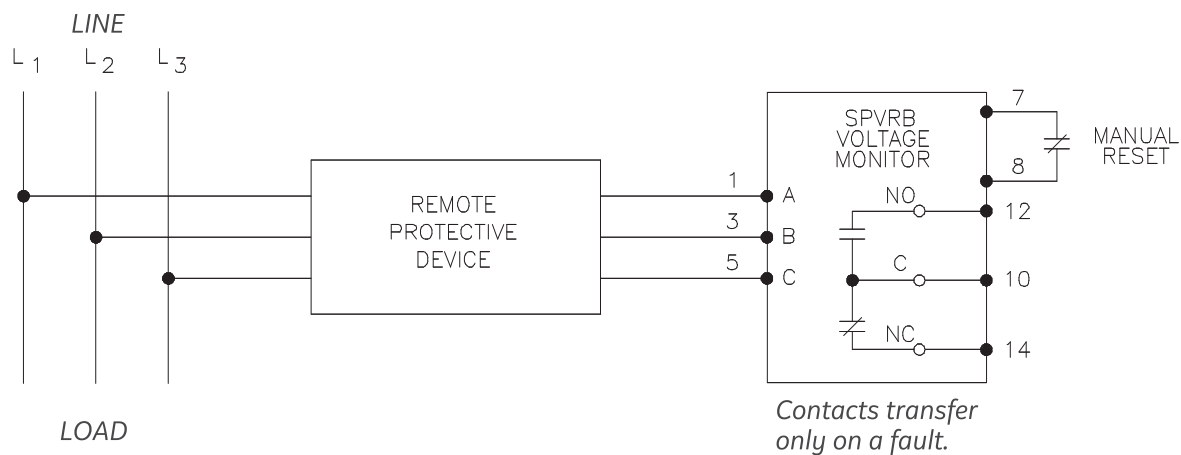 LINE
L1 L2 L3
REMOTE
PROTECTIVE
DEVICE
1
3
5
A
B
C
SPVRB
VOLTAGE
MONITOR
NO
C
NC
7
8
12
10
14
MANUAL
RESET
LOAD
Contacts transfer
only on a fault.